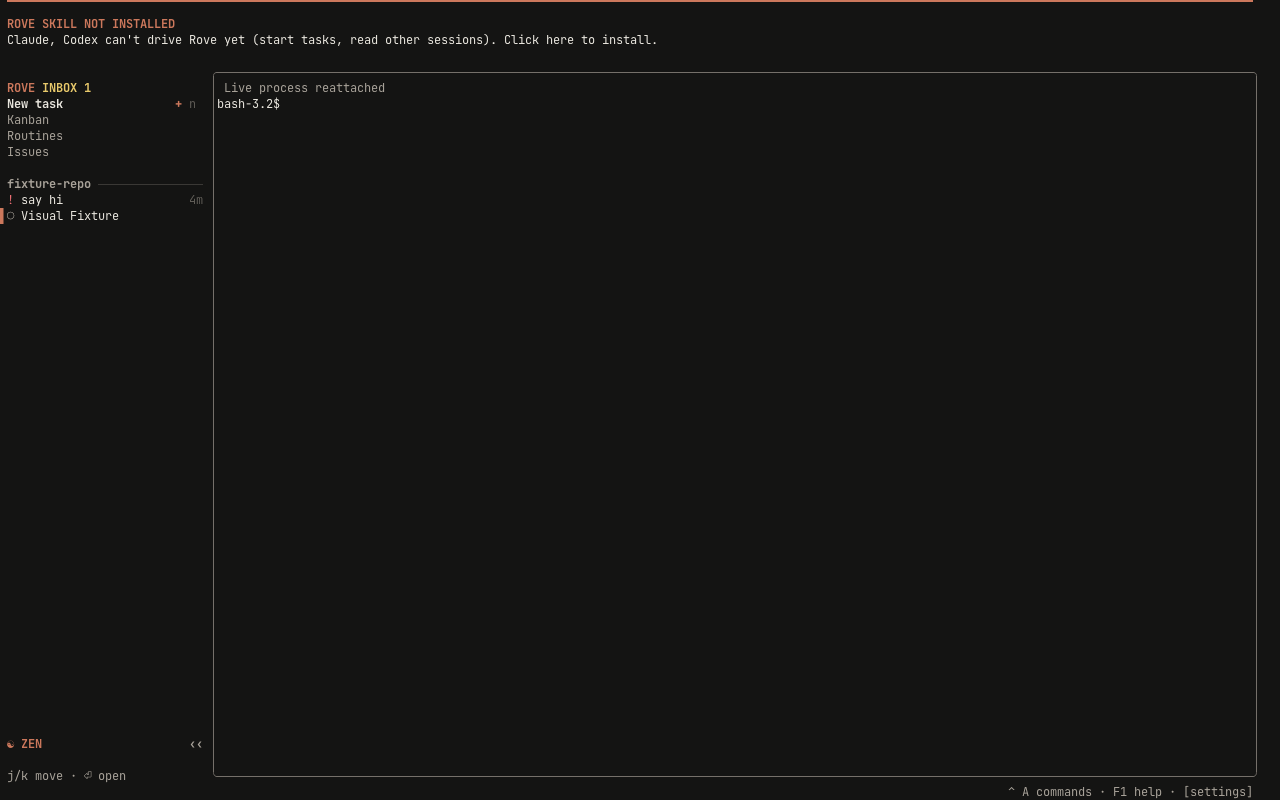 ROVE SKILL NOT INSTALLED
Claude, Codex can't drive Rove yet (start tasks, read other sessions). Click here to install.
ROVE INBOX 1
New task + n
Kanban
Routines
Issues
fixture-repo
! say hi 4m
Visual Fixture
☯ ZEN ‹‹
j/k move · ⏎ open
Live process reattached
bash-3.2$
^ A commands · F1 help · [settings]